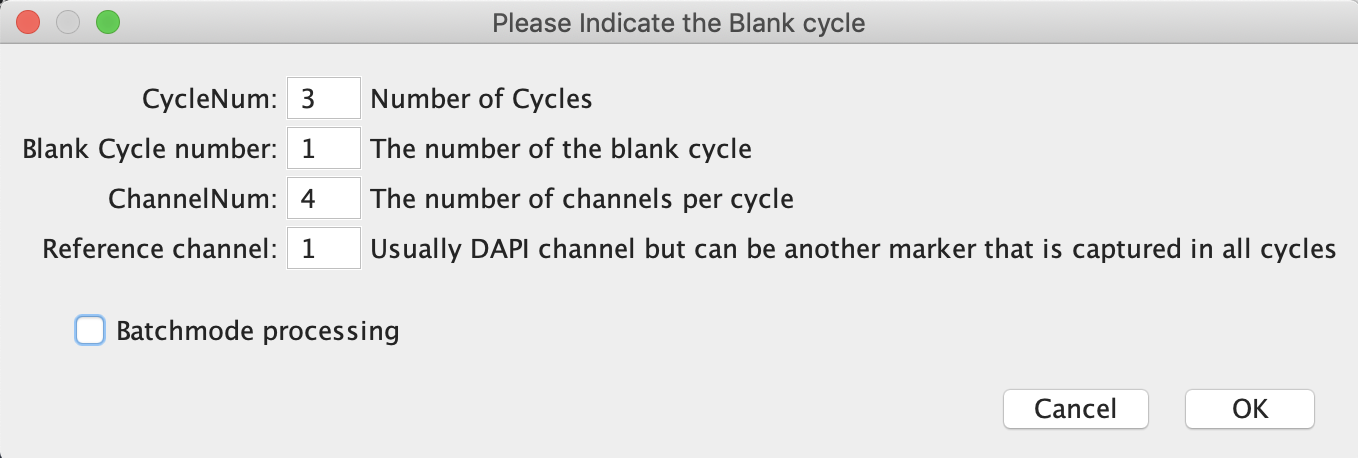 Please Indicate the Blank cycle
CycleNum: 3 Number of Cycles
Blank Cycle number: 1 The number of the blank cycle
ChannelNum: 4 The number of channels per cycle
Reference channel: 1 Usually DAPI channel but can be another marker that is captured in all cycles
Batchmode processing
Cancel OK